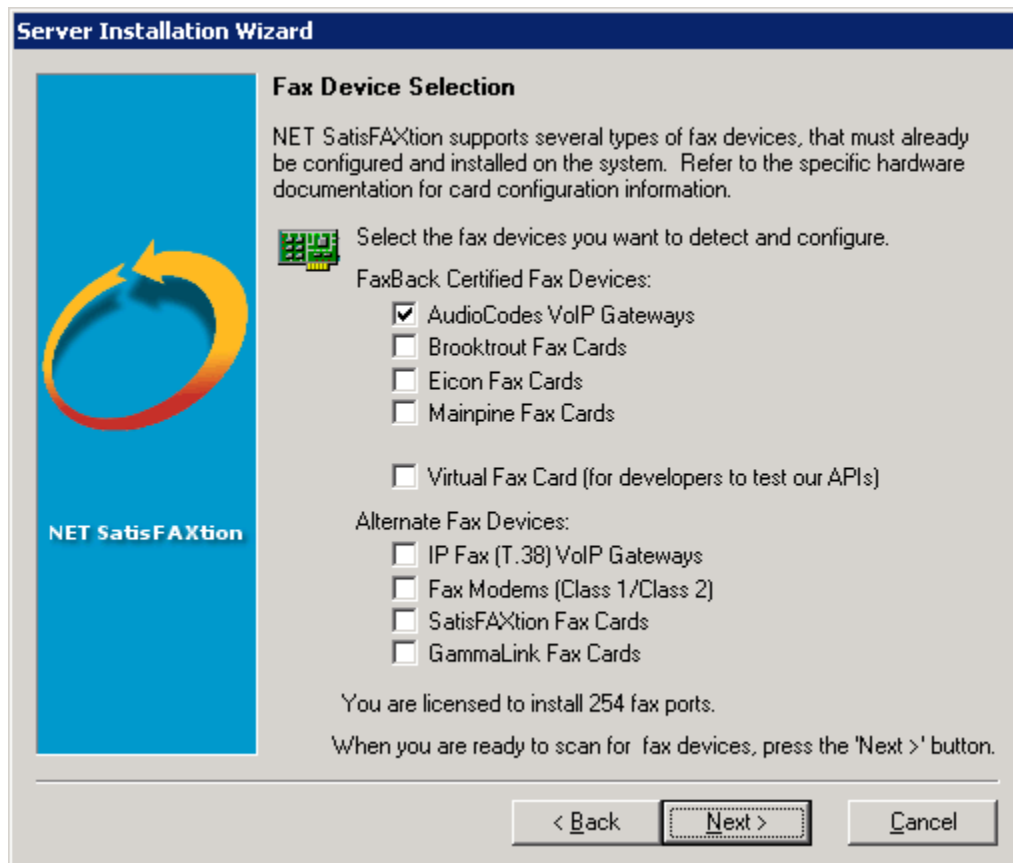 Server Installation Wizard
Fax Device Selection
NET SatisFAXtion supports several types of fax devices, that must already
be configured and installed on the system.  Refer to the specific hardware
documentation for card configuration information.
Select the fax devices you want to detect and configure.
FaxBack Certified Fax Devices:
AudioCodes VoIP Gateways
Brooktrout Fax Cards
Eicon Fax Cards
Mainpine Fax Cards
Virtual Fax Card (for developers to test our APIs)
NET SatisFAXtion
Alternate Fax Devices:
IP Fax (T.38) VoIP Gateways
Fax Modems (Class 1/Class 2)
SatisFAXtion Fax Cards
GammaLink Fax Cards
You are licensed to install 254 fax ports.
When you are ready to scan for  fax devices, press the 'Next >' button.
< Back
Next >
Cancel